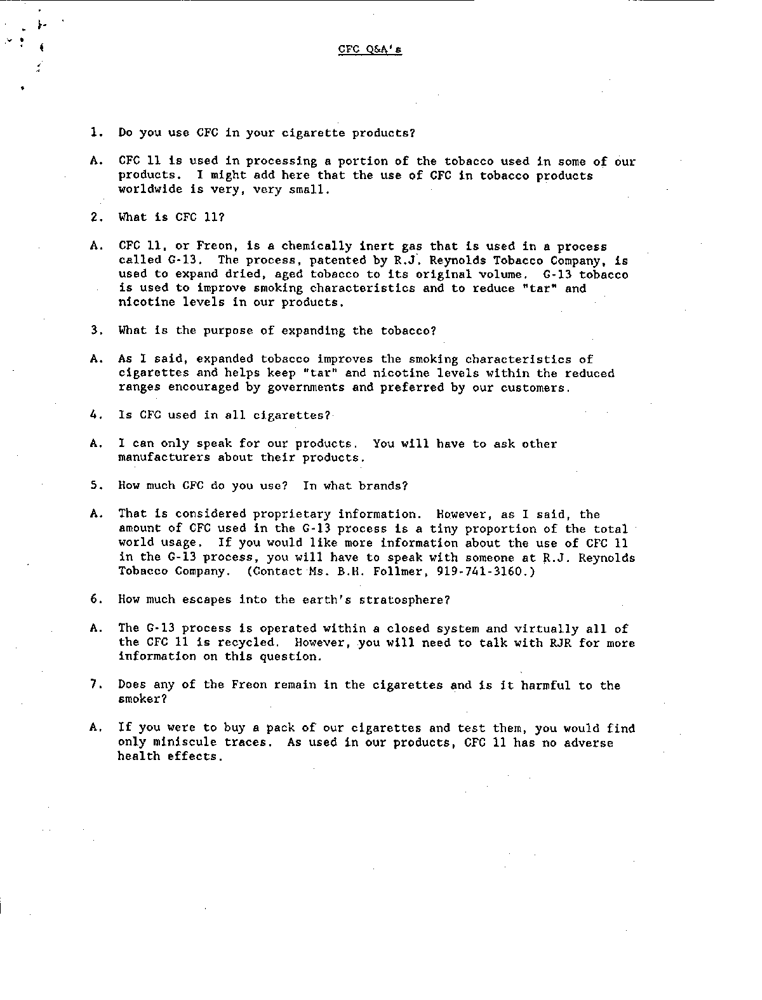 CFC Q&A's
1. Do you use CFC in your cigarette products?
A. CFC 11 is used in processing a portion of the tobacco used in some of our
products. I might add here that the use of CFC in tobacco products
worldwide is very, very small.
2. What is CFC 11?
A. CFC 11, or Freon, is a chemically inert gas that is used in a process
called G-13. The process, patented by R.J. Reynolds Tobacco Company, is
used to expand dried, aged tobacco to its original volume. G-13 tobacco
is used to improve smoking characteristics and to reduce "tar" and
nicotine levels in our products.
3. What is the purpose of expanding the tobacco?
A. As I said, expanded tobacco improves the smoking characteristics of
cigarettes and helps keep "tar" and nicotine levels within the reduced
ranges encouraged by governments and preferred by our customers.
4. Is CFC used in all cigarettes?
A. I can only speak for our products. You will have to ask other
manufacturers about their products.
5. How much CFC do you use? In what brands?
A. That is considered proprietary information. However, as I said, the
amount of CFC used in the G-13 process is a tiny proportion of the total
world usage. If you would like more information about the use of CFC 11
in the G-13 process, you will have to speak with someone at R.J. Reynolds
Tobacco Company. (Contact Ms. B.H. Follmer, 919-741-3160.)
6. How much escapes into the earth's stratosphere?
A. The G-13 process is operated within a closed system and virtually all of
the CFC 11 is recycled. However, you will need to talk with RJR for more
information on this question.
7. Does any of the Freon remain in the cigarettes and is it harmful to the
smoker?
A. If you were to buy a pack of our cigarettes and test them, you would find
only miniscule traces. As used in our products, CFC 11 has no adverse
health effects.